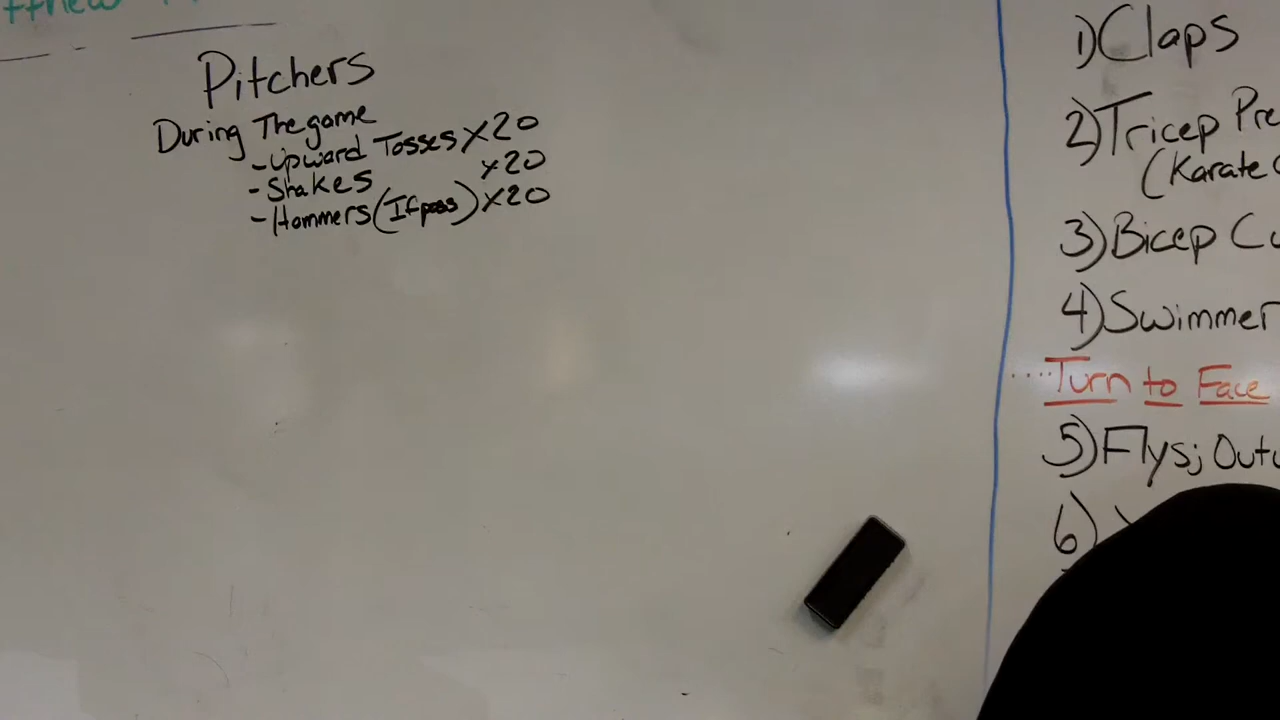 Pitchers
During The game
- Upward Tosses x20
- Shakes x20
- Hammers (If poss) x20
1) Claps
2) Tricep Pre
(Karate C
3) Bicep Cu
4) Swimmer
.... Turn to Face
5) Flys; Out
6)